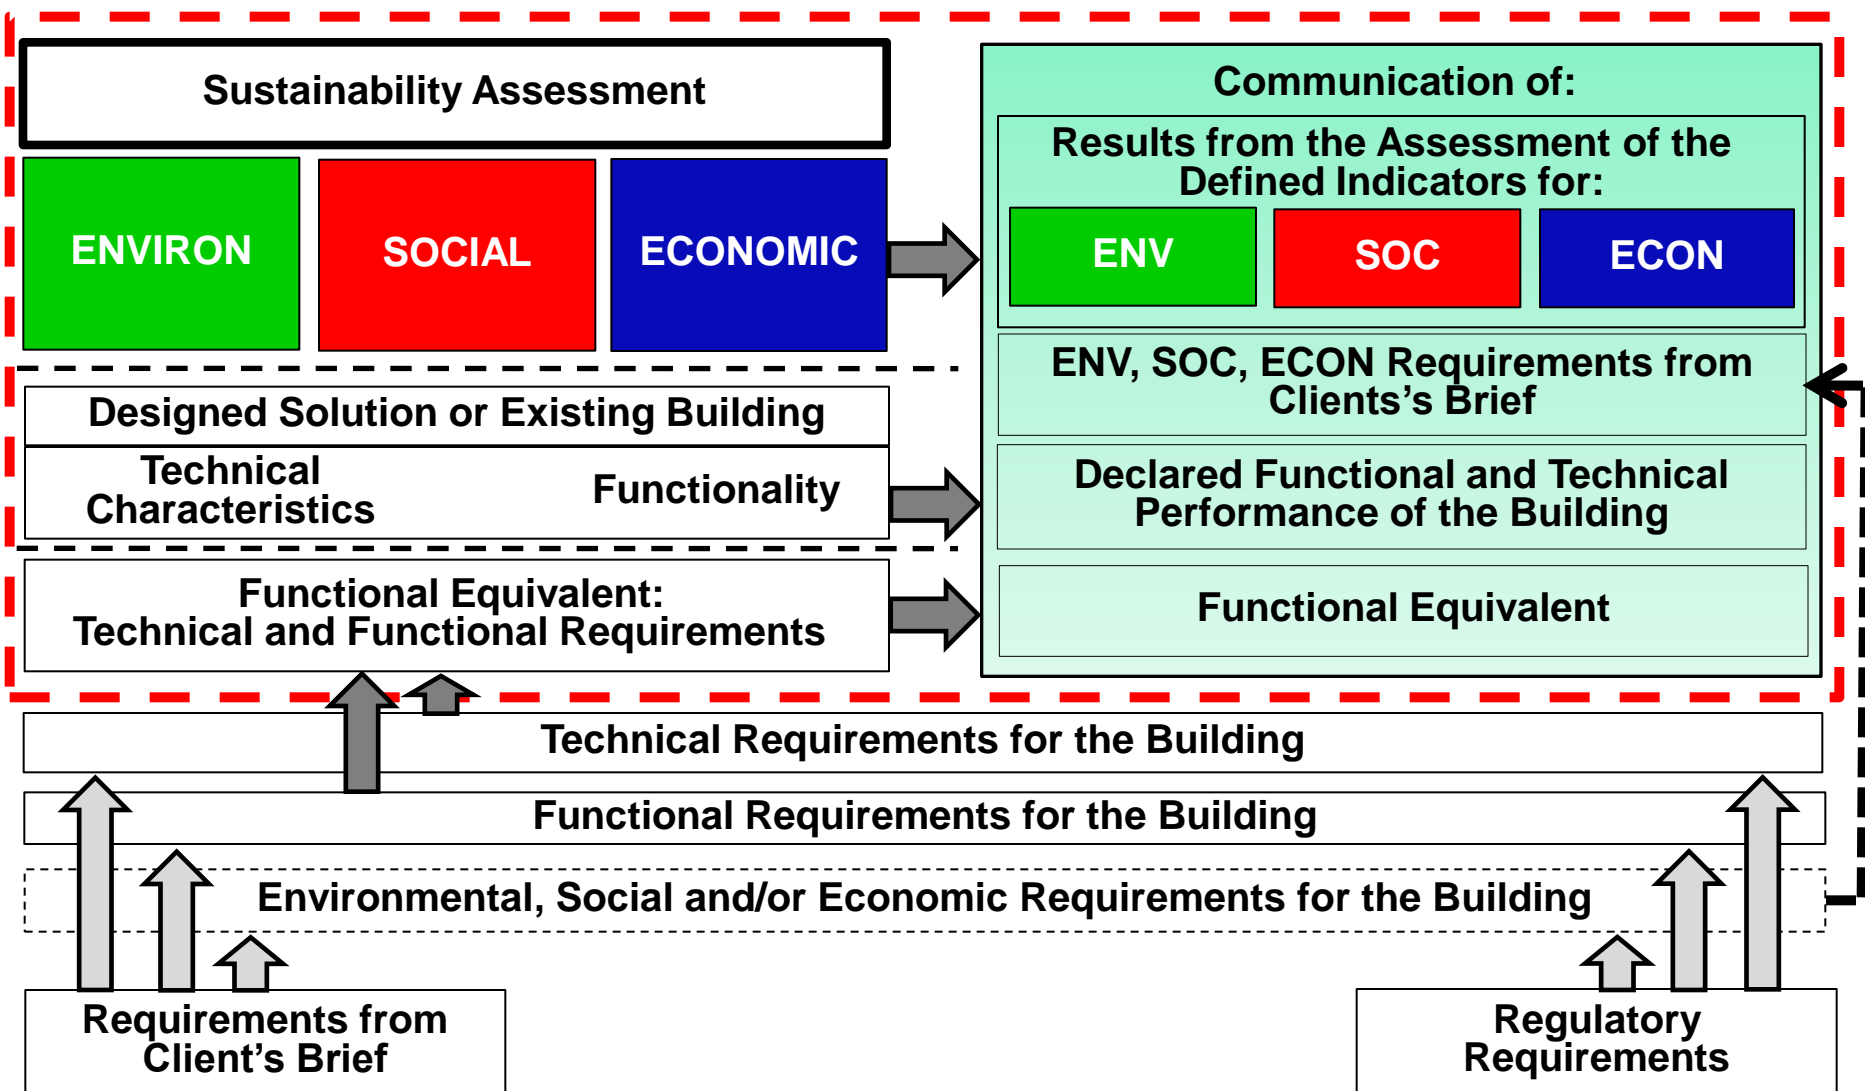 Sustainability Assessment
ENVIRON
SOCIAL
ECONOMIC
Designed Solution or Existing Building
Technical
Characteristics
Functionality
Functional Equivalent:
Technical and Functional Requirements
Communication of:
Results from the Assessment of the
Defined Indicators for:
ENV
SOC
ECON
ENV, SOC, ECON Requirements from
Clients's Brief
Declared Functional and Technical
Performance of the Building
Functional Equivalent
Technical Requirements for the Building
Functional Requirements for the Building
Environmental, Social and/or Economic Requirements for the Building
Requirements from
Client's Brief
Regulatory
Requirements